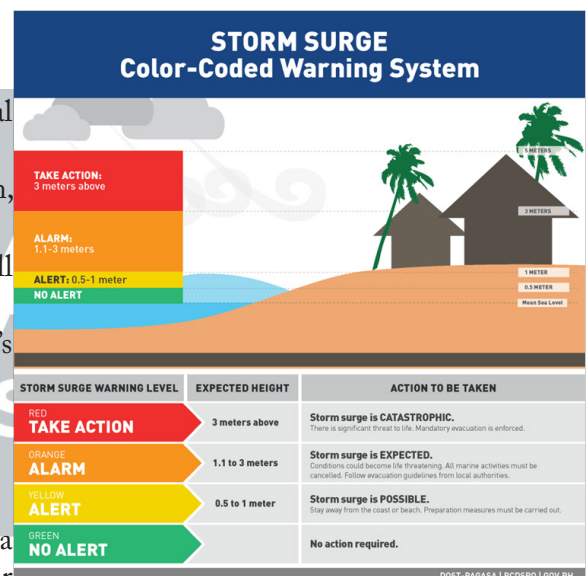 STORM SURGE
Color-Coded Warning System
al
n,
ll
's
a
TAKE ACTION:
3 meters above
ALARM:
1.1-3 meters
ALERT: 0.5-1 meter
NO ALERT
5 METERS
3 METERS
1 METER
0.5 METER
Mean Sea Level
STORM SURGE WARNING LEVEL EXPECTED HEIGHT ACTION TO BE TAKEN
RED
TAKE ACTION
3 meters above
Storm surge is CATASTROPHIC.
There is significant threat to life. Mandatory evacuation is enforced.
ORANGE
ALARM
1.1 to 3 meters
Storm surge is EXPECTED.
Conditions could become life threatening. All marine activities must be
cancelled. Follow evacuation guidelines from local authorities.
YELLOW
ALERT
0.5 to 1 meter
Storm surge is POSSIBLE.
Stay away from the coast or beach. Preparation measures must be carried out.
GREEN
NO ALERT
No action required.